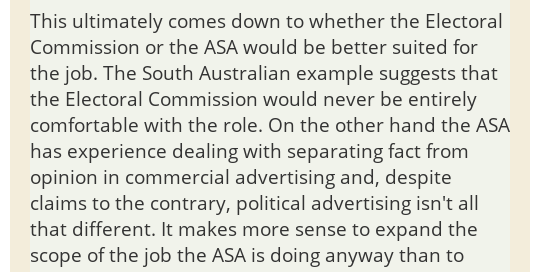 This ultimately comes down to whether the Electoral
Commission or the ASA would be better suited for
the job. The South Australian example suggests that
the Electoral Commission would never be entirely
comfortable with the role. On the other hand the ASA
has experience dealing with separating fact from
opinion in commercial advertising and, despite
claims to the contrary, political advertising isn't all
that different. It makes more sense to expand the
scope of the job the ASA is doing anyway than to